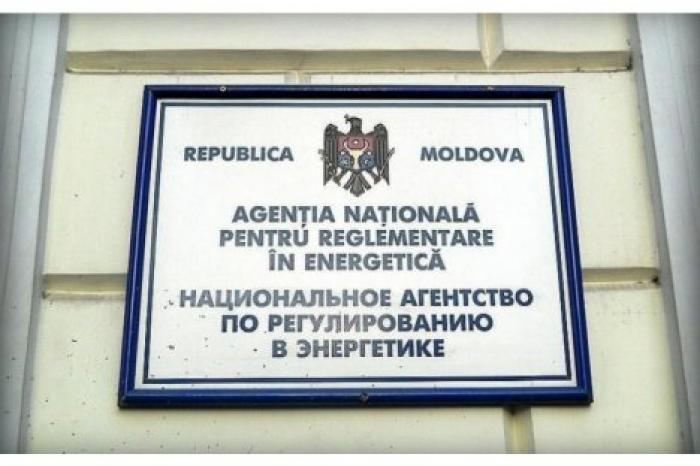 REPUBLICA MOLDOVA
AGENȚIA NAȚIONALĂ
PENTRU REGLEMENTARE
ÎN ENERGETICĂ
НАЦИОНАЛЬНОЕ АГЕНТСТВО
ПО РЕГУЛИРОВАНИЮ
В ЭНЕРГЕТИКЕ